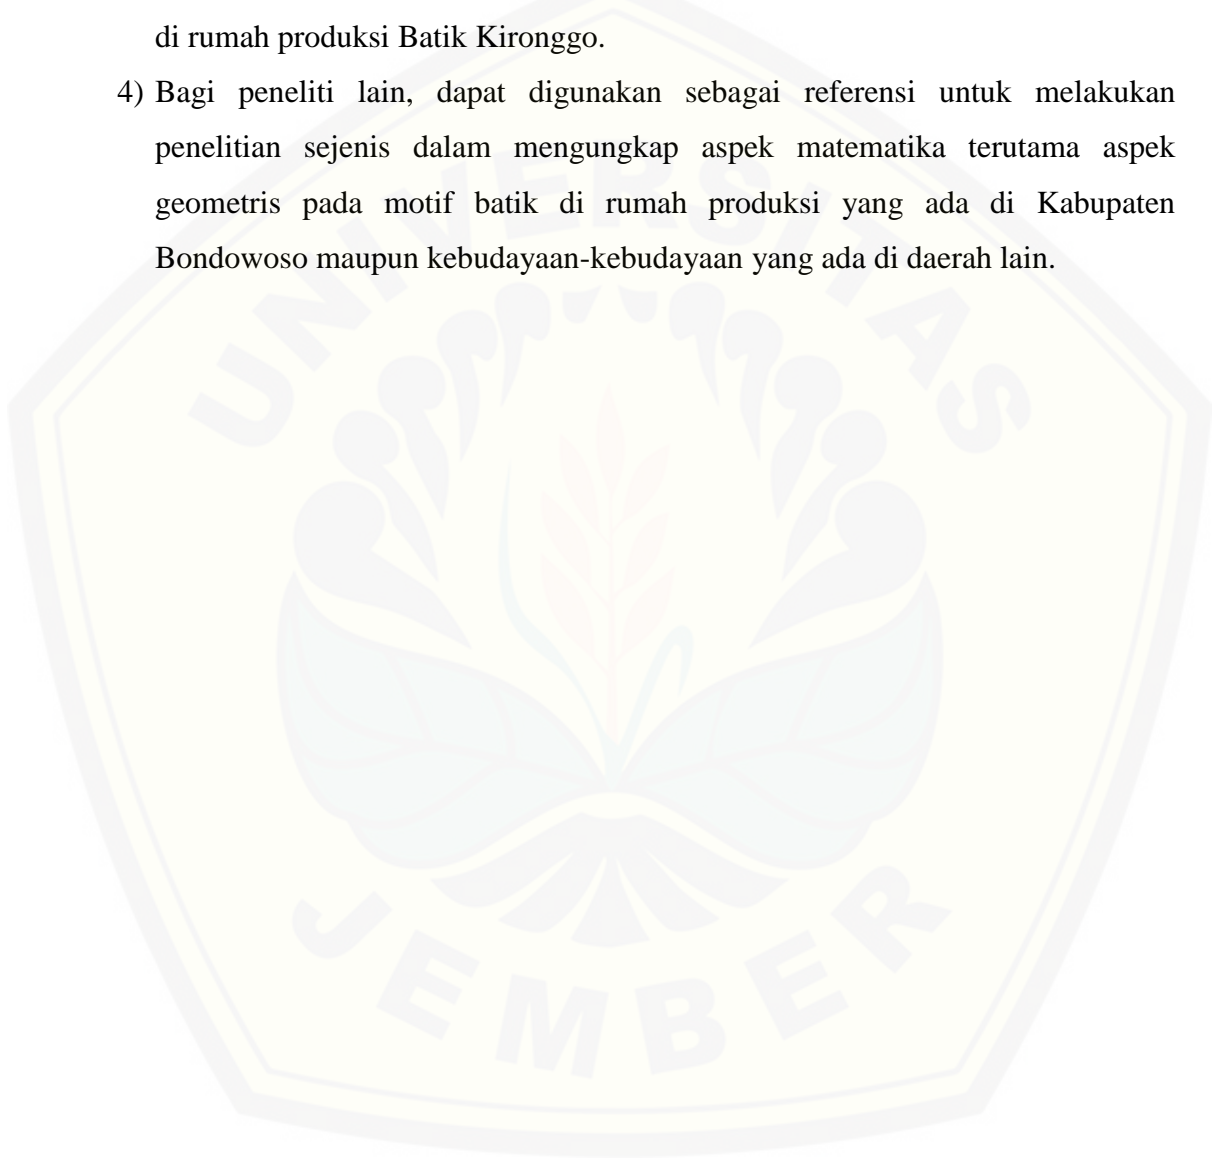 di rumah produksi Batik Kironggo.
4) Bagi peneliti lain, dapat digunakan sebagai referensi untuk melakukan
penelitian sejenis dalam mengungkap aspek matematika terutama aspek
geometris pada motif batik di rumah produksi yang ada di Kabupaten
Bondowoso maupun kebudayaan-kebudayaan yang ada di daerah lain.
UNIVERSITAS
JEMBER